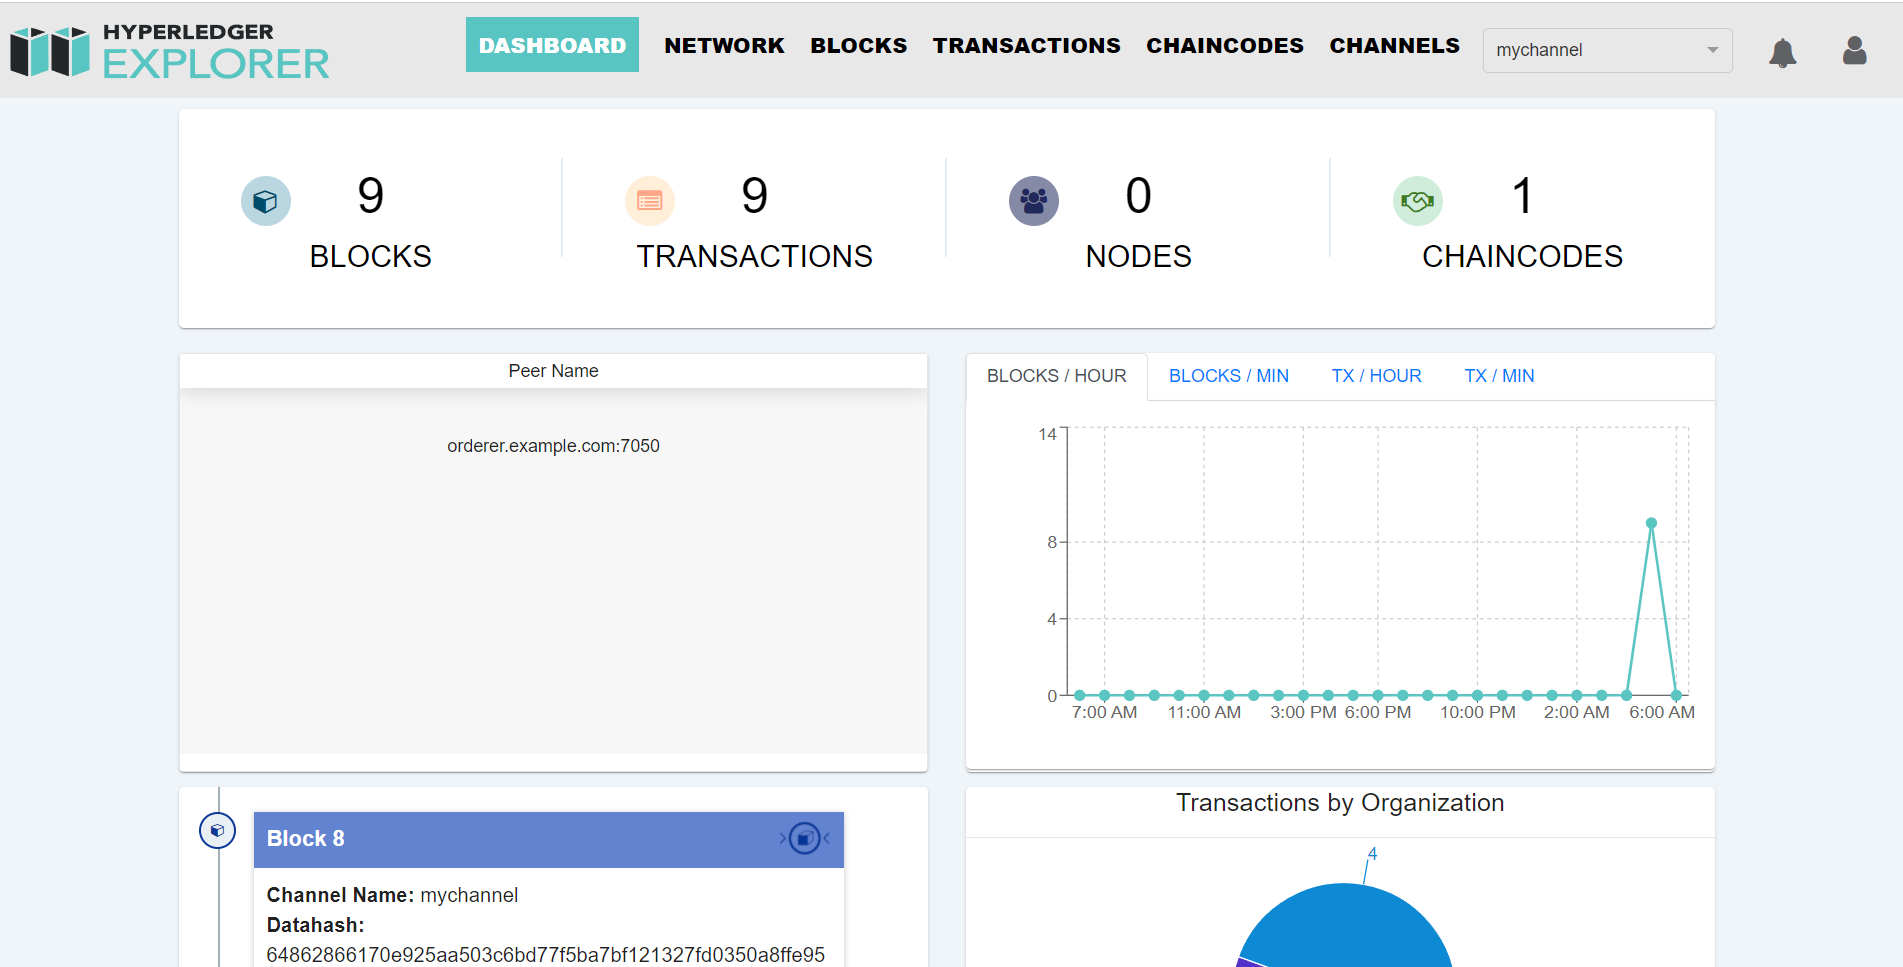 HYPERLEDGER
EXPLORER
DASHBOARD NETWORK BLOCKS TRANSACTIONS CHAINCODES CHANNELS mychannel
9
BLOCKS
9
TRANSACTIONS
0
NODES
1
CHAINCODES
Peer Name
orderer.example.com:7050
BLOCKS / HOUR BLOCKS / MIN TX / HOUR TX / MIN
14
8
4
0
7:00 AM 11:00 AM 3:00 PM 6:00 PM 10:00 PM 2:00 AM 6:00 AM
Block 8
Channel Name: mychannel
Datahash:
64862866170e925aa503c6bd77f5ba7bf121327fd0350a8ffe95
Transactions by Organization
4